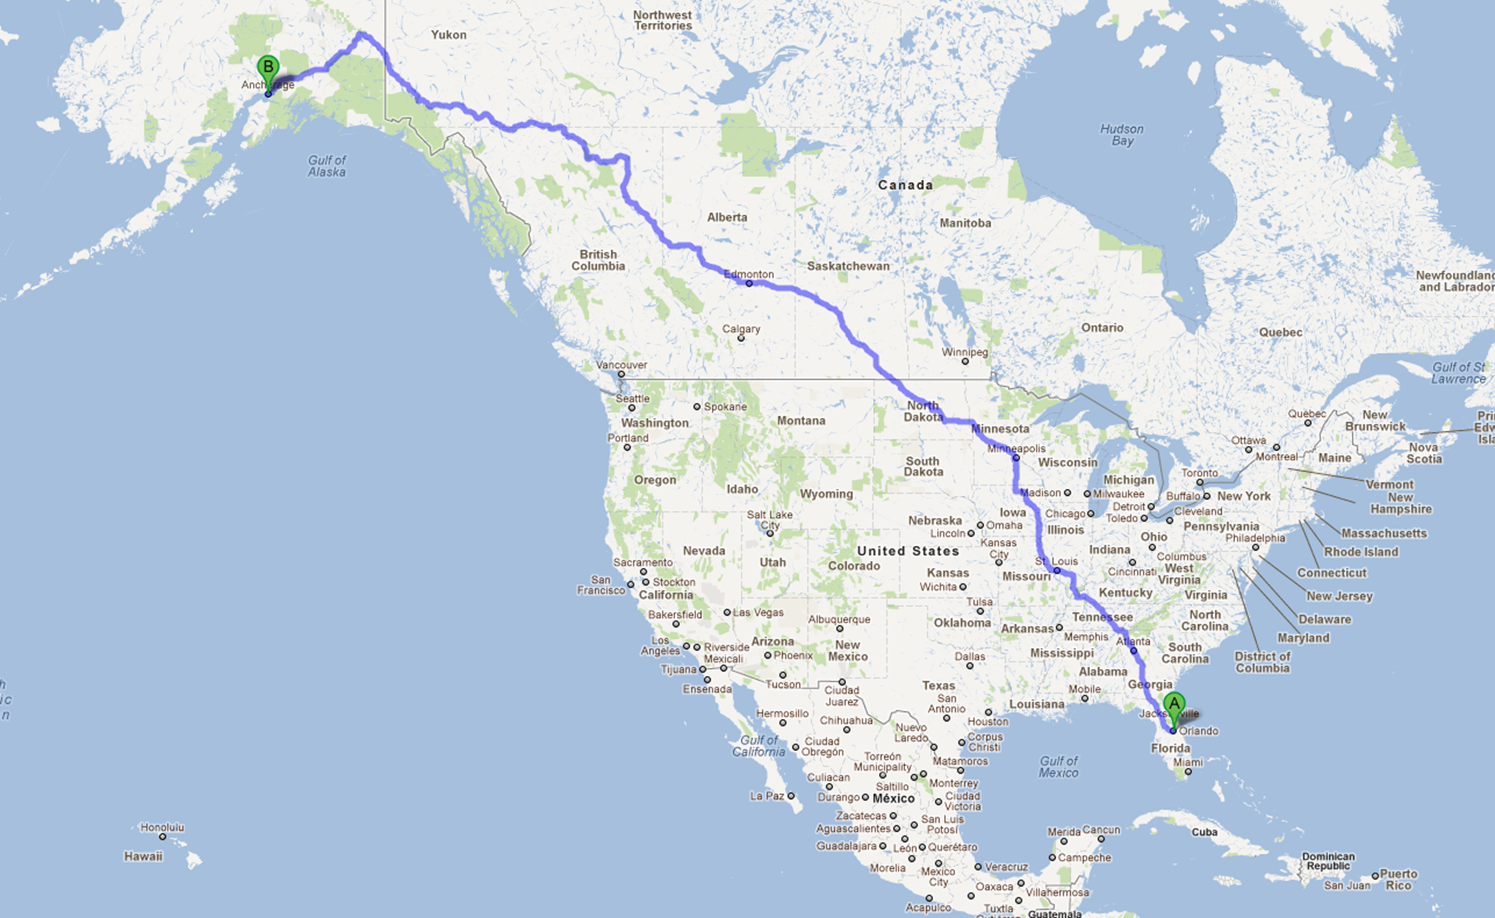 Northwest
Territories
Yukon
B
Anchorage
Hudson
Bay
Gulf of
Alaska
Canada
Alberta
Manitoba
British
Columbia
Saskatchewan
Edmonton
Newfoundland
and Labrador
Calgary
Ontario
Quebec
Winnipeg
Vancouver
Gulf of St
Lawrence
Seattle
Spokane
Washington
North
Dakota
Montana
Minnesota
Quebec
New
Brunswick
Nova
Scotia
Portland
Minneapolis
Ottawa
Montreal
Maine
South
Dakota
Wisconsin
Toronto
Vermont
Oregon
Idaho
Wyoming
Michigan
Madison
Milwaukee
Buffalo
New York
New
Hampshire
Salt Lake
City
Iowa
Chicago
Detroit
Toledo
Cleveland
Nebraska
Omaha
Lincoln
Illinois
Pennsylvania
Massachusetts
Ohio
Philadelphia
Nevada
United States
Kansas
City
Indiana
Columbus
Rhode Island
Sacramento
Utah
Colorado
St. Louis
Cincinnati
West
Virginia
Connecticut
San
Francisco
Stockton
California
Kansas
Missouri
Wichita
Kentucky
Virginia
New Jersey
Bakersfield
Las Vegas
Tulsa
Albuquerque
Oklahoma
Arkansas
Tennessee
North
Carolina
Delaware
Maryland
Los
Angeles
Riverside
Mexicali
Arizona
Phoenix
New
Mexico
Memphis
Atlanta
Mississippi
South
Carolina
District of
Columbia
Tijuana
Ensenada
Tucson
Dallas
Alabama
Georgia
Ciudad
Juarez
Texas
San
Antonio
Mobile
Louisiana
A
Jacksonville
Hermosillo
Chihuahua
Nuevo
Laredo
Houston
Corpus
Christi
Orlando
Florida
Gulf of
California
Ciudad
Obregón
Torreón
Municipality
Matamoros
Gulf of
Mexico
Miami
Culiacan
Saltillo
Monterrey
La Paz
Durango
México
Ciudad
Victoria
Zacatecas
San Luis
Potosí
Aguascalientes
Honolulu
Hawaii
Guadalajara
León
Querétaro
Merida
Cancun
Cuba
Morelia
Mexico
City
Veracruz
Campeche
Dominican
Republic
Puerto
Rico
San Juan
Oaxaca
Villahermosa
Acapulco
Tuxtla
Guatemala